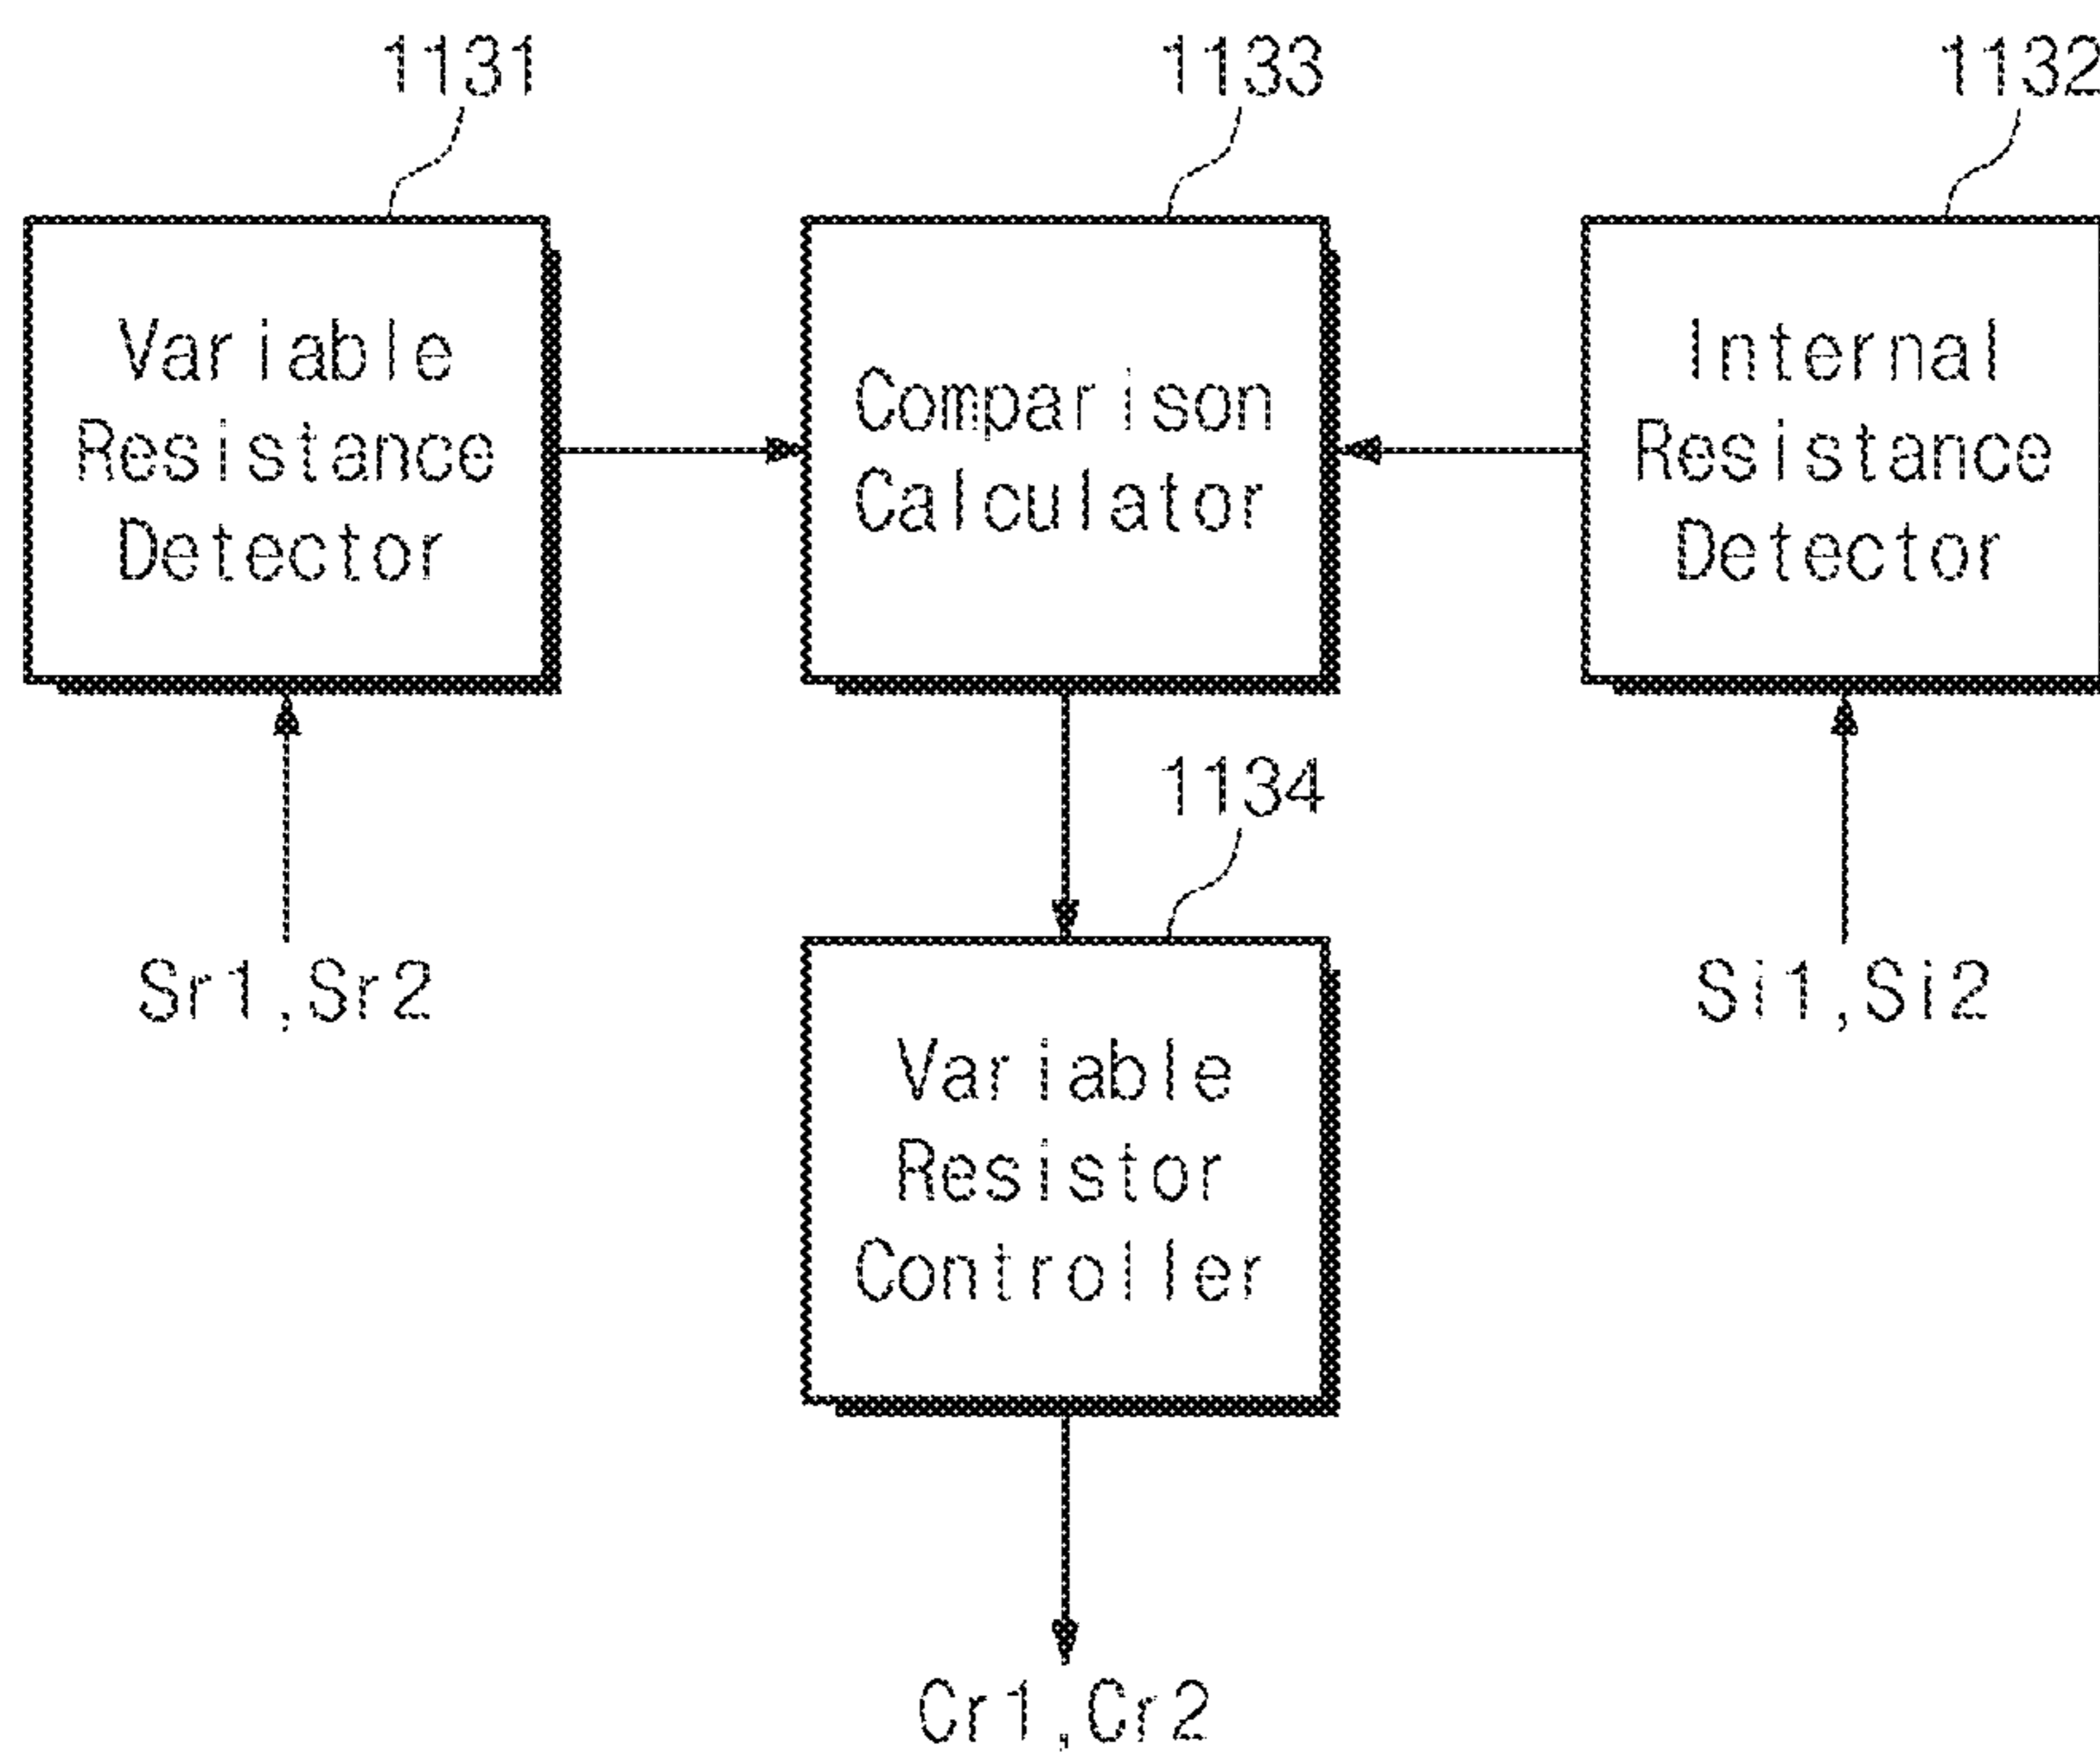 1131
1133
1132
Variable
Resistance
Detector
Comparison
Calculator
Internal
Resistance
Detector
1134
Sr1,Sr2
Si1,Si2
Variable
Resistor
Controller
Cr1,Cr2